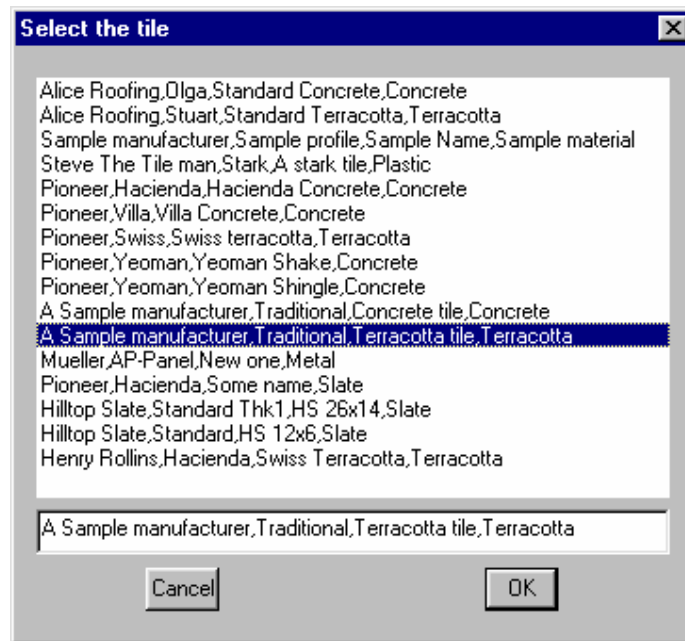 Select the tile
Alice Roofing,Olga,Standard Concrete,Concrete
Alice Roofing,Stuart,Standard Terracotta,Terracotta
Sample manufacturer,Sample profile,Sample Name,Sample material
Steve The Tile man,Stark,A stark tile,Plastic
Pioneer,Hacienda,Hacienda Concrete,Concrete
Pioneer,Villa,Villa Concrete,Concrete
Pioneer,Swiss,Swiss terracotta,Terracotta
Pioneer,Yeoman,Yeoman Shake,Concrete
Pioneer,Yeoman,Yeoman Shingle,Concrete
A Sample manufacturer,Traditional,Concrete tile,Concrete
A Sample manufacturer,Traditional,Terracotta tile,Terracotta
Mueller,AP-Panel,New one,Metal
Pioneer,Hacienda,Some name,Slate
Hilltop Slate,Standard Thk1,HS 26x14,Slate
Hilltop Slate,Standard,HS 12x6,Slate
Henry Rollins,Hacienda,Swiss Terracotta,Terracotta
A Sample manufacturer,Traditional,Terracotta tile,Terracotta
Cancel OK